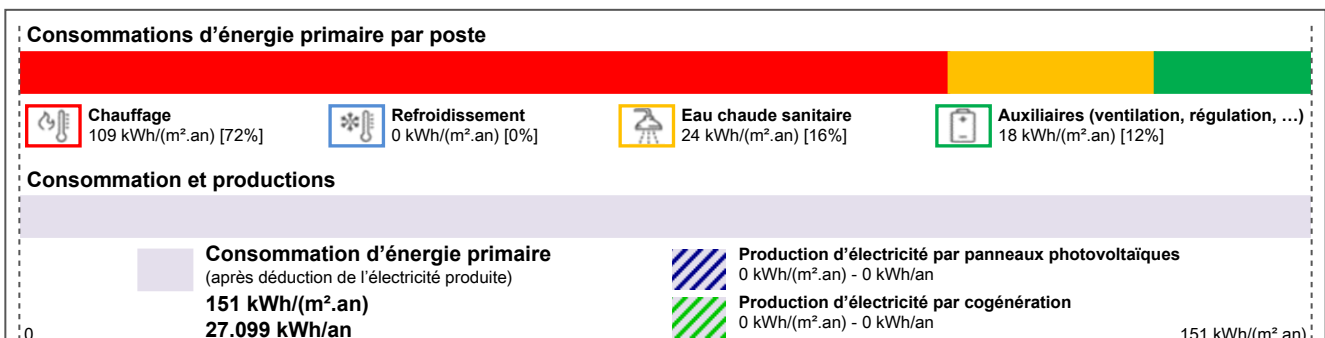 Consommations d’énergie primaire par poste
Chauffage
109 kWh/(m².an) [72%]
Refroidissement
0 kWh/(m².an) [0%]
Eau chaude sanitaire
24 kWh/(m².an) [16%]
Auxiliaires (ventilation, régulation, …)
18 kWh/(m².an) [12%]
Consommation et productions
Consommation d’énergie primaire
(après déduction de l’électricité produite)
151 kWh/(m².an)
27.099 kWh/an
Production d’électricité par panneaux photovoltaïques
0 kWh/(m².an) - 0 kWh/an
Production d’électricité par cogénération
0 kWh/(m².an) - 0 kWh/an
0
151 kWh/(m².an)